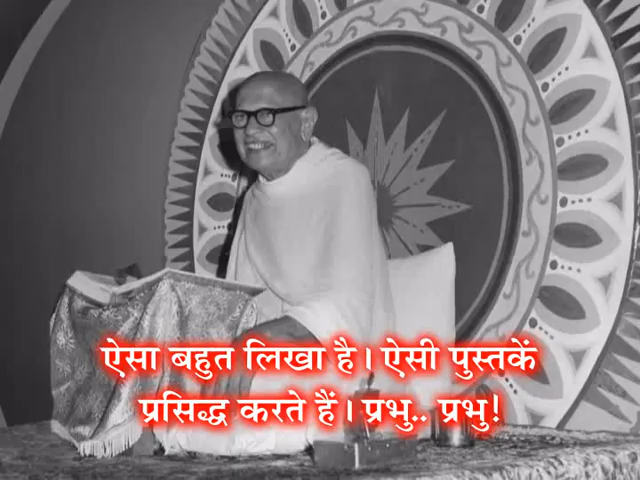 ऐसा बहुत लिखा है। ऐसी पुस्तकें
प्रसिद्ध करते हैं। प्रभु.. प्रभु!